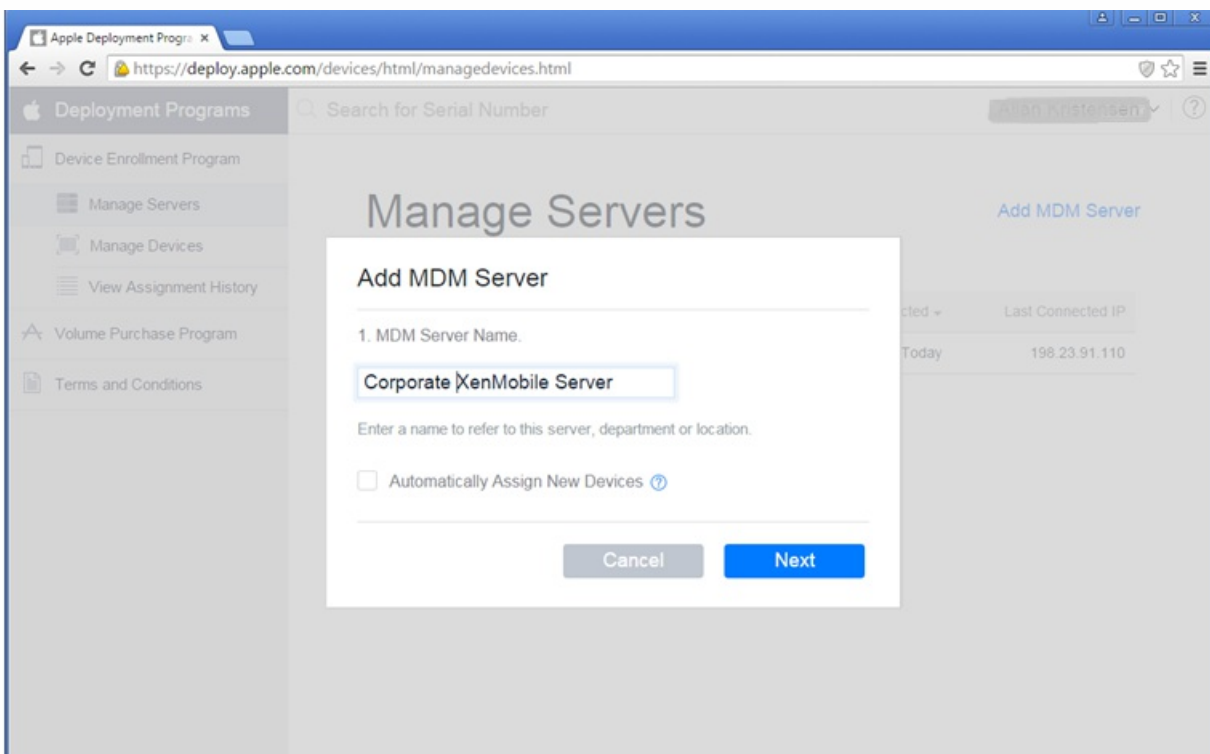 Apple Deployment Progra
https://deploy.apple.com/devices/html/managedevices.html
Deployment Programs
Search for Serial Number
Allan Kristensen
Device Enrollment Program
Manage Servers
Manage Devices
View Assignment History
Volume Purchase Program
Terms and Conditions
Manage Servers
Add MDM Server
cted
Last Connected IP
Today
198.23.91.110
Add MDM Server
1. MDM Server Name.
Corporate XenMobile Server
Enter a name to refer to this server, department or location.
Automatically Assign New Devices ?
Cancel
Next